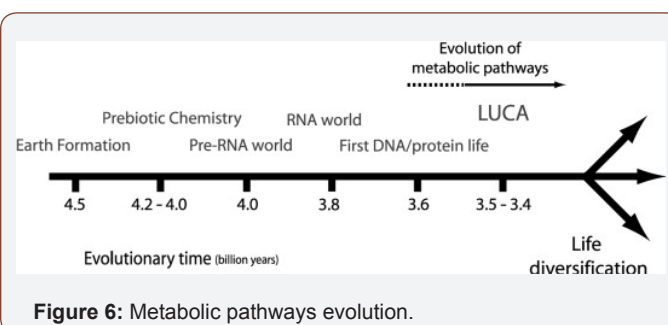 Evolution of
metabolic pathways
Prebiotic Chemistry RNA world LUCA
Earth Formation Pre-RNA world First DNA/protein life
4.5 4.2 - 4.0 4.0 3.8 3.6 3.5 - 3.4
Evolutionary time (billion years)
Life
diversification
Figure 6: Metabolic pathways evolution.